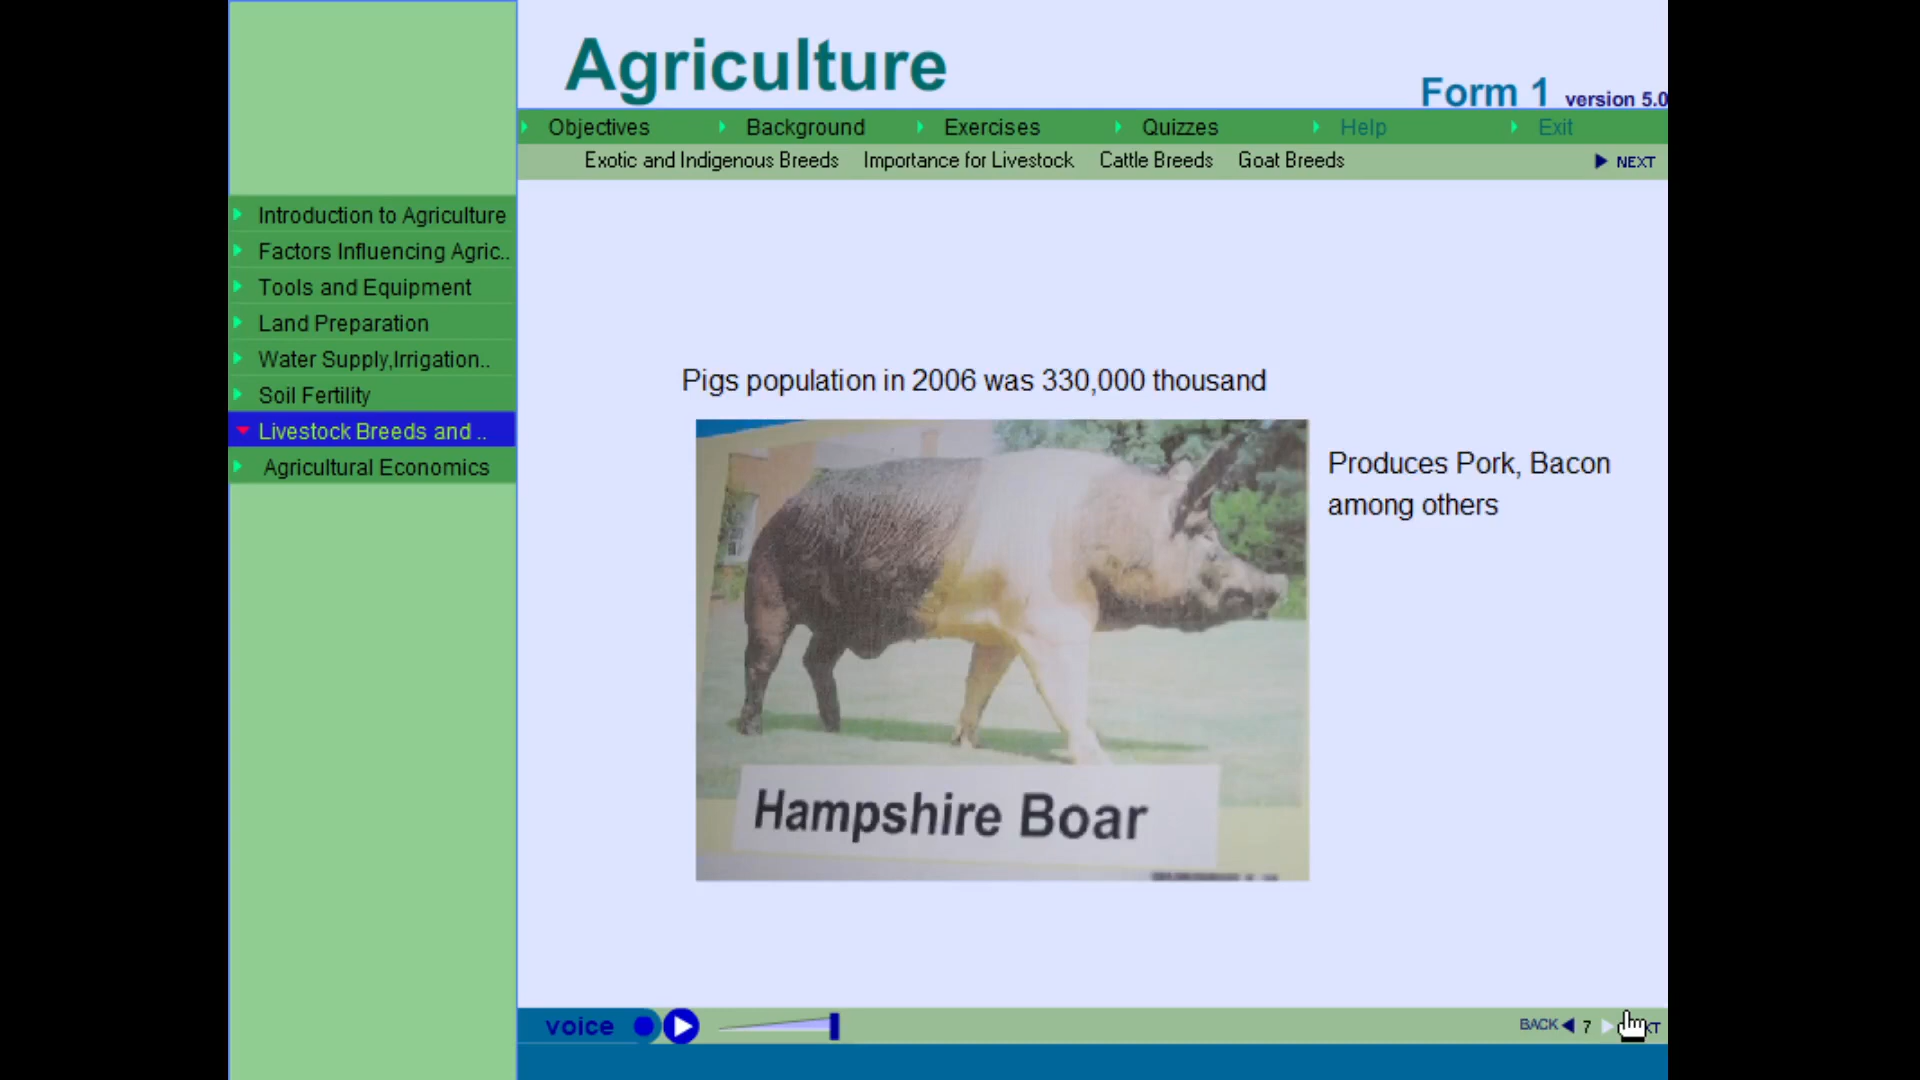 Agriculture
Form 1 version 5.0
Objectives Background Exercises Quizzes Help Exit
Exotic and Indigenous Breeds Importance for Livestock Cattle Breeds Goat Breeds NEXT
Introduction to Agriculture
Factors Influencing Agric..
Tools and Equipment
Land Preparation
Water Supply,Irrigation..
Soil Fertility
Livestock Breeds and ..
Agricultural Economics
Pigs population in 2006 was 330,000 thousand
Produces Pork, Bacon
among others
Hampshire Boar
voice
BACK 7